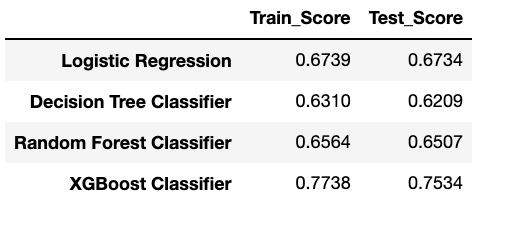 Train_Score Test_Score
Logistic Regression 0.6739 0.6734
Decision Tree Classifier 0.6310 0.6209
Random Forest Classifier 0.6564 0.6507
XGBoost Classifier 0.7738 0.7534